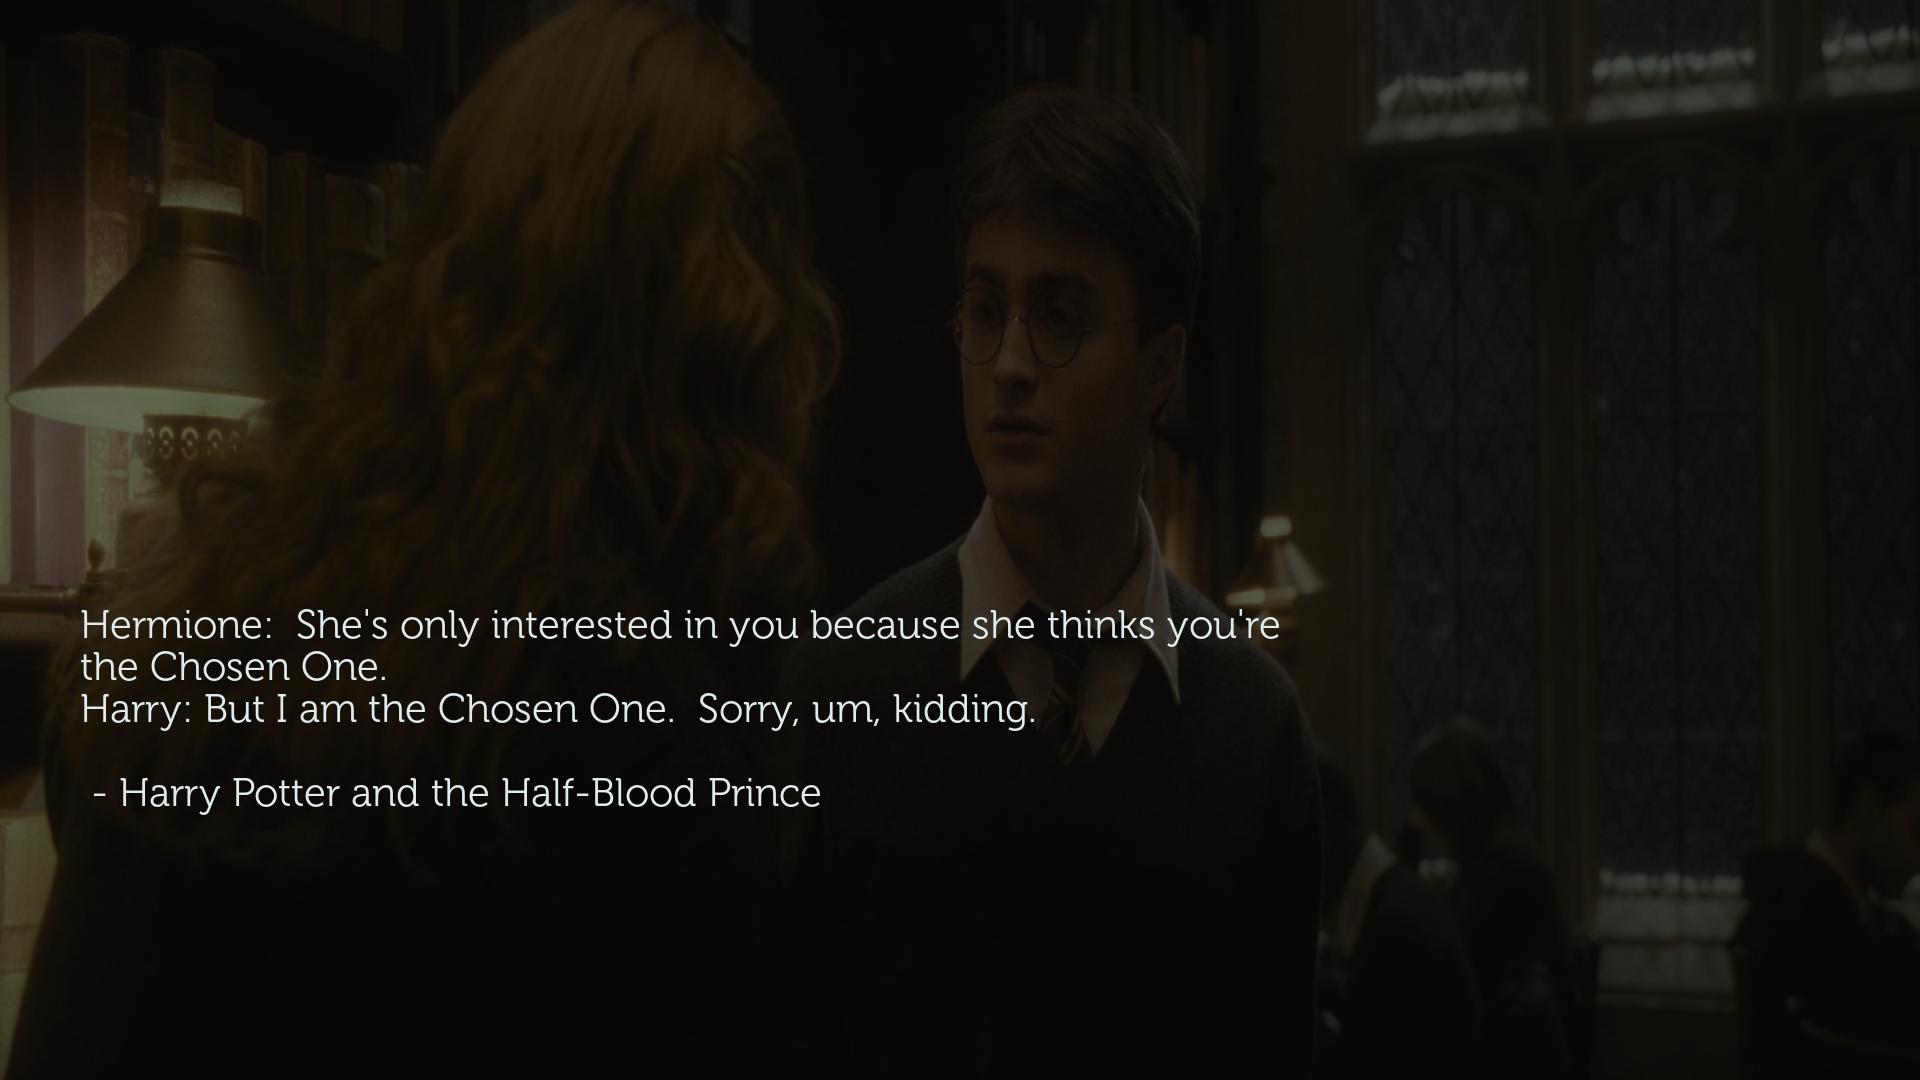 Hermione:  She's only interested in you because she thinks you're
the Chosen One.
Harry: But I am the Chosen One.  Sorry, um, kidding.
- Harry Potter and the Half-Blood Prince